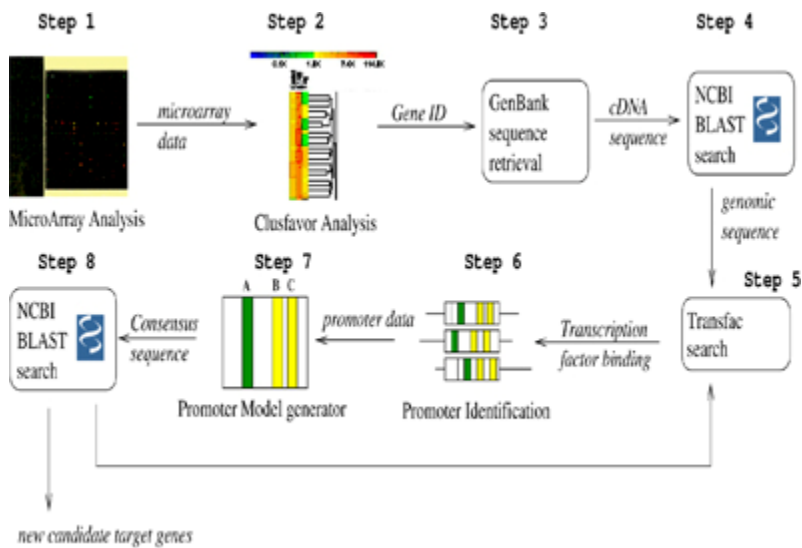 Step 1
Step 2
Step 3
Step 4
microarray
data
Gene ID
GenBank
sequence
retrieval
cDNA
sequence
NCBI
BLAST
search
MicroArray Analysis
Clusfavor Analysis
genomic
sequence
Step 8
Step 7
Step 6
Step 5
NCBI
BLAST
search
Consensus
sequence
A B C
promoter data
Transcription
factor binding
Transfac
search
Promoter Model generator
Promoter Identification
new candidate target genes